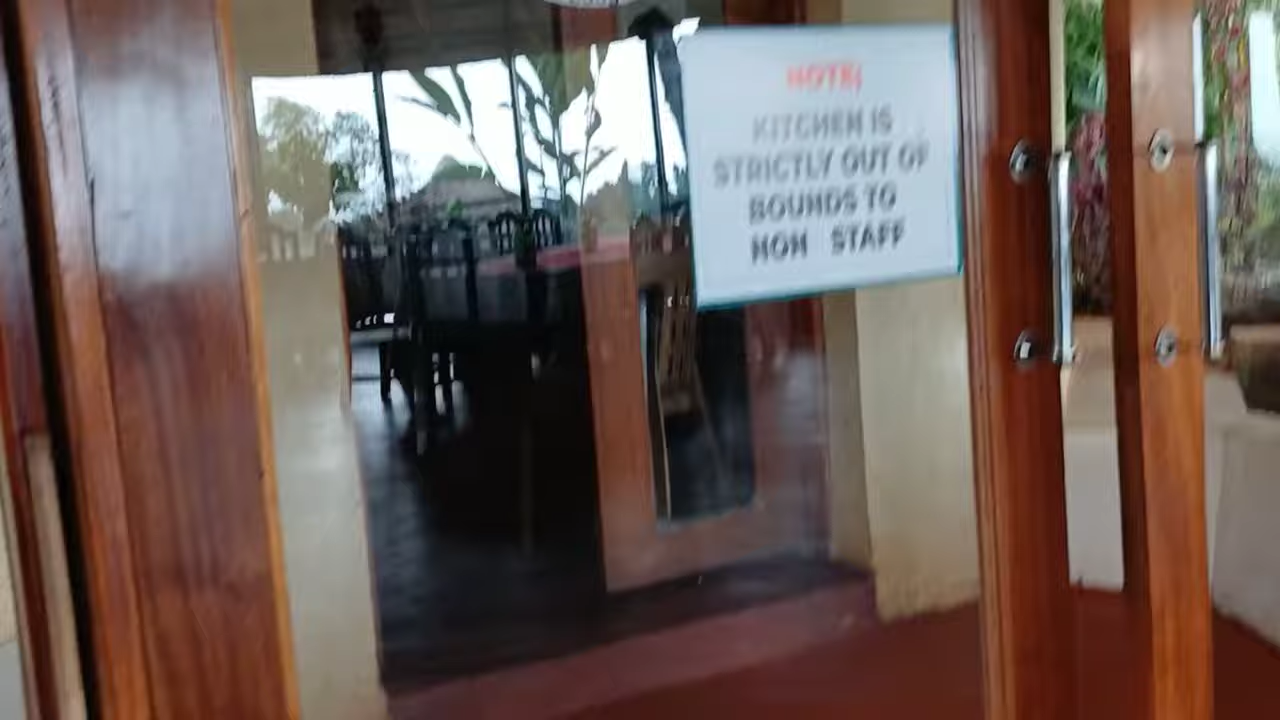 NOTE:
KITCHEN IS
STRICTLY OUT OF
BOUNDS TO
NON STAFF